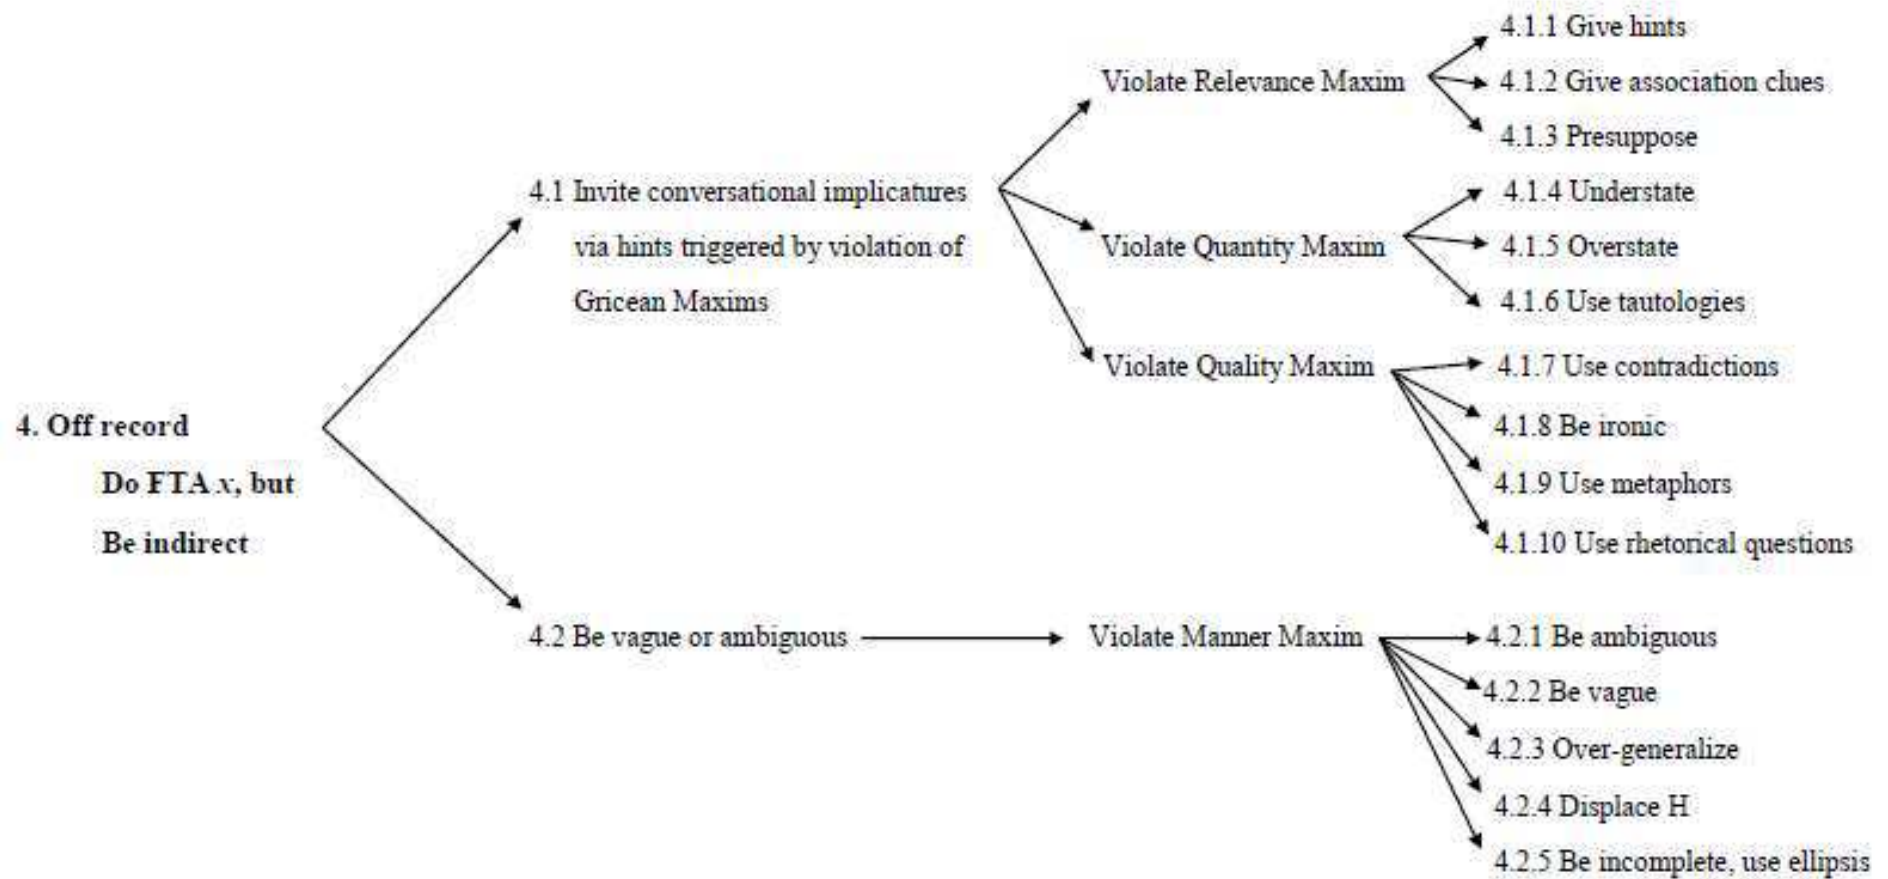 4. Off record
Do FTA x, but
Be indirect
4.1 Invite conversational implicatures
via hints triggered by violation of
Gricean Maxims
Violate Relevance Maxim
4.1.1 Give hints
4.1.2 Give association clues
4.1.3 Presuppose
Violate Quantity Maxim
4.1.4 Understate
4.1.5 Overstate
4.1.6 Use tautologies
Violate Quality Maxim
4.1.7 Use contradictions
4.1.8 Be ironic
4.1.9 Use metaphors
4.1.10 Use rhetorical questions
4.2 Be vague or ambiguous
Violate Manner Maxim
4.2.1 Be ambiguous
4.2.2 Be vague
4.2.3 Over-generalize
4.2.4 Displace H
4.2.5 Be incomplete, use ellipsis